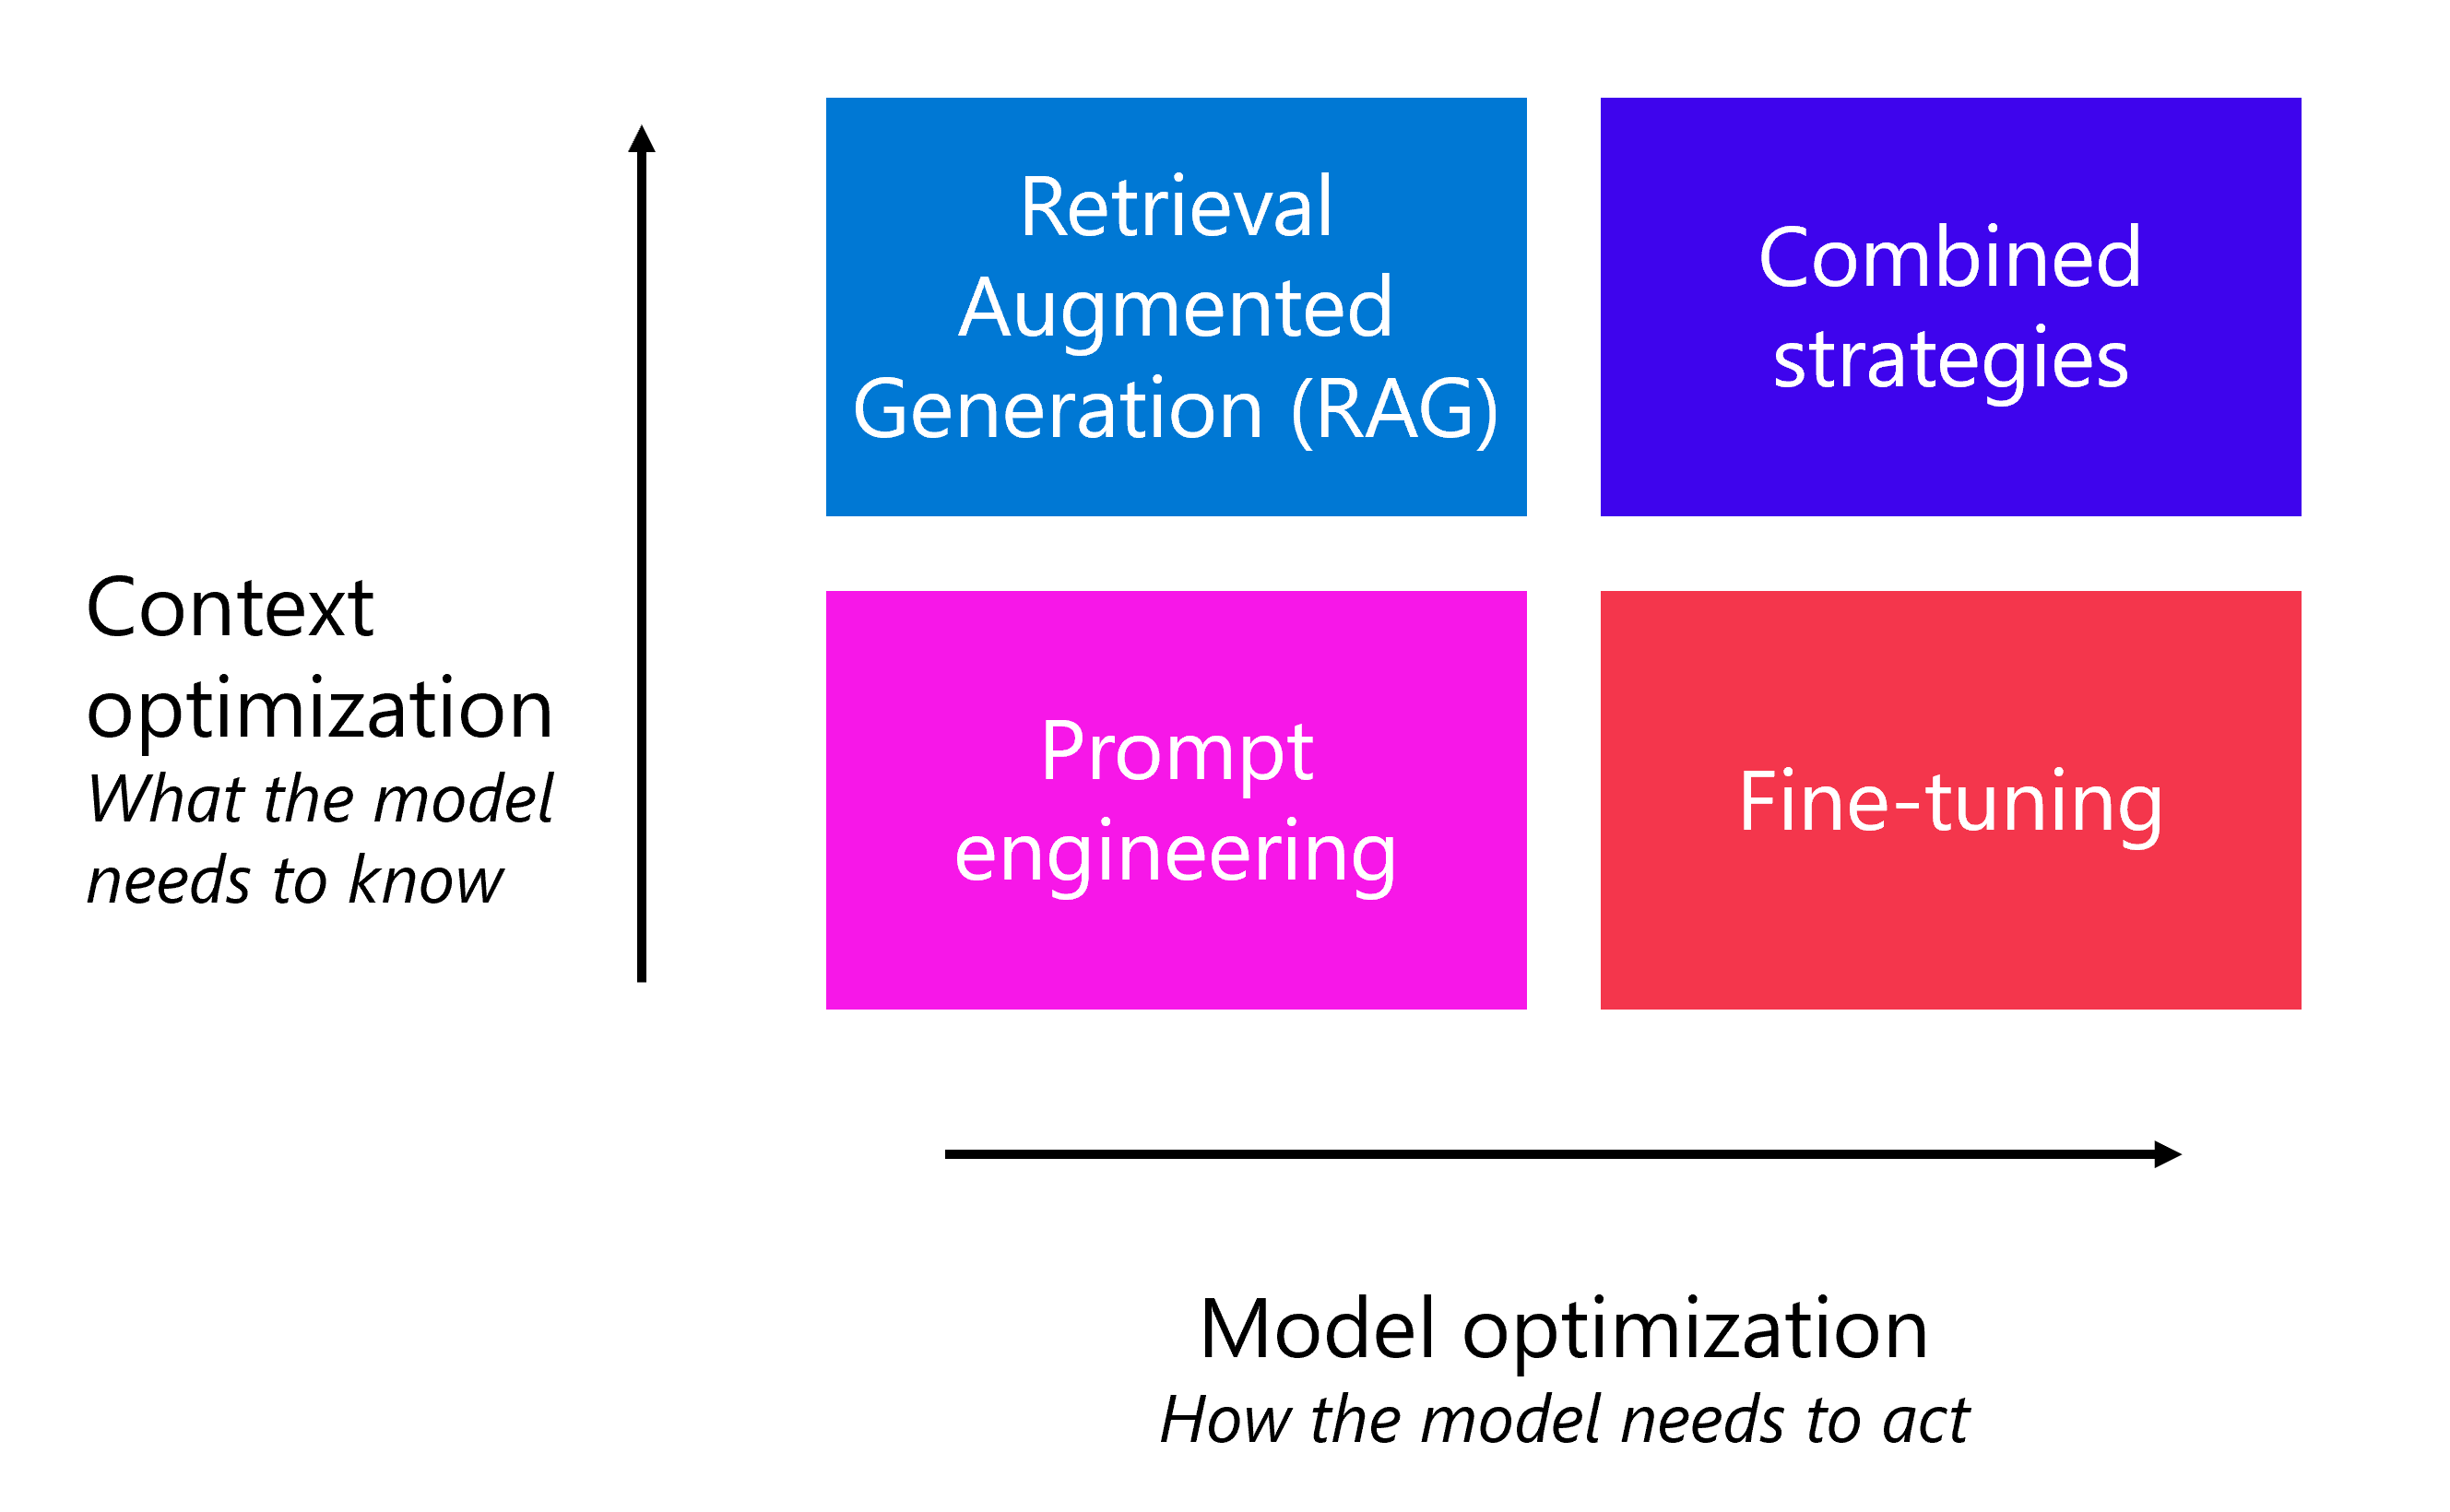 Retrieval
Augmented
Generation (RAG)
Combined
strategies
Context
optimization
What the model
needs to know
Prompt
engineering
Fine-tuning
Model optimization
How the model needs to act